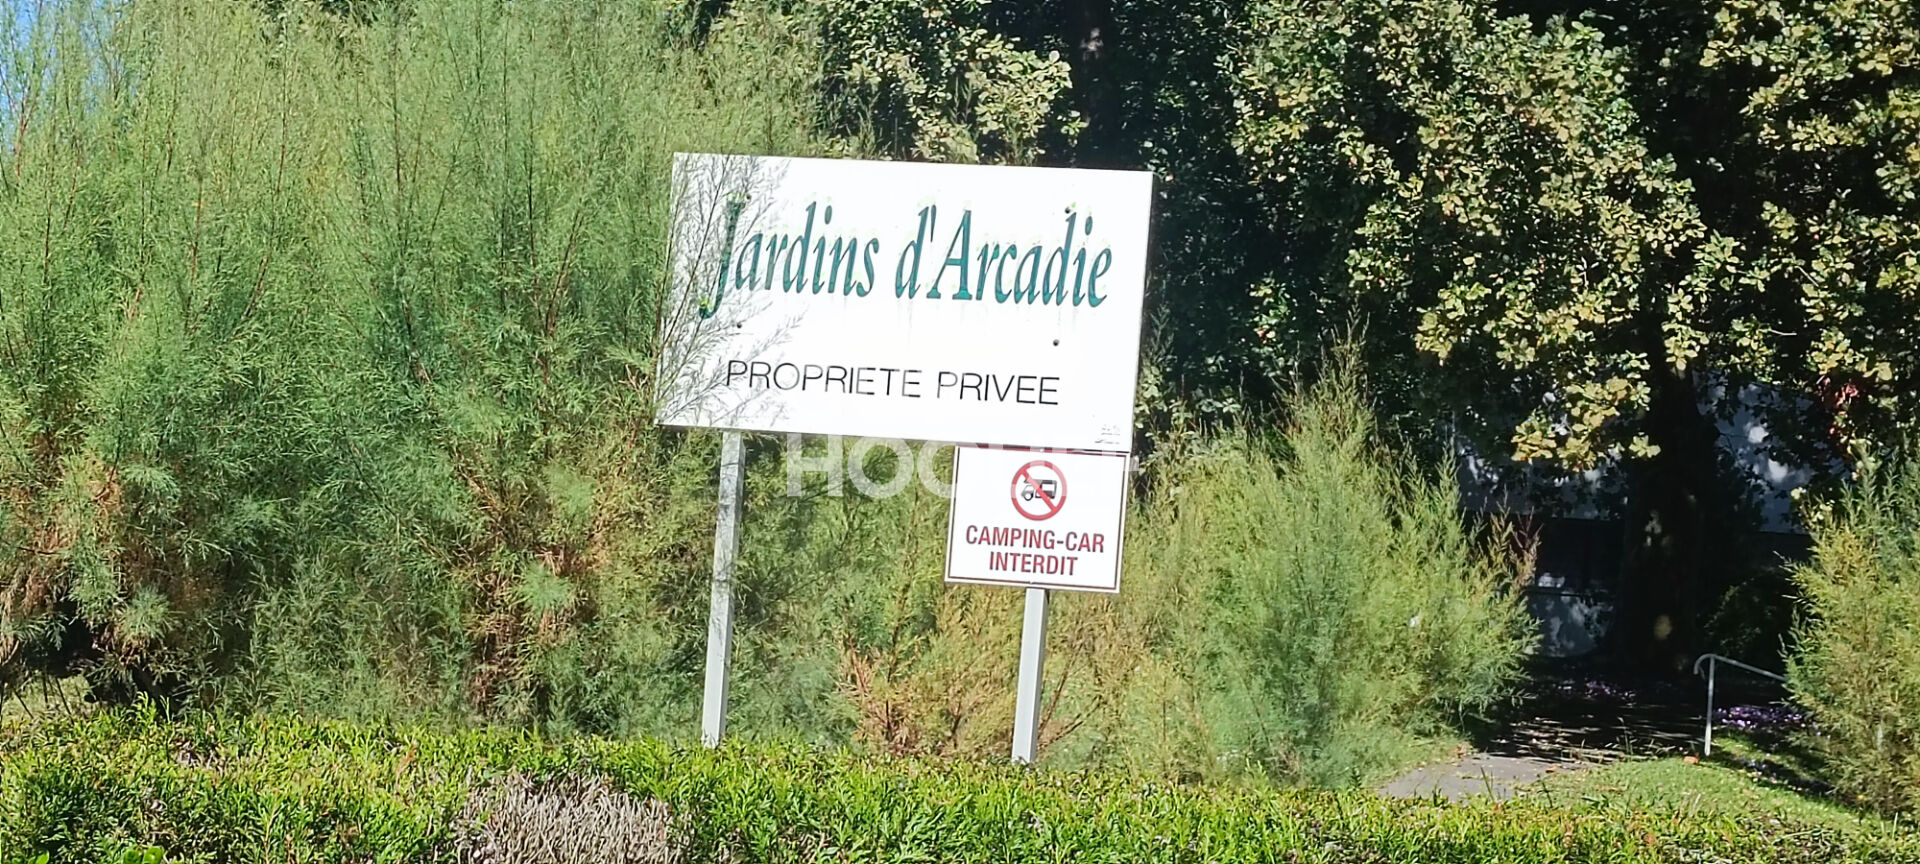 Jardins d'Arcadie
PROPRIETE PRIVEE
CAMPING-CAR
INTERDIT